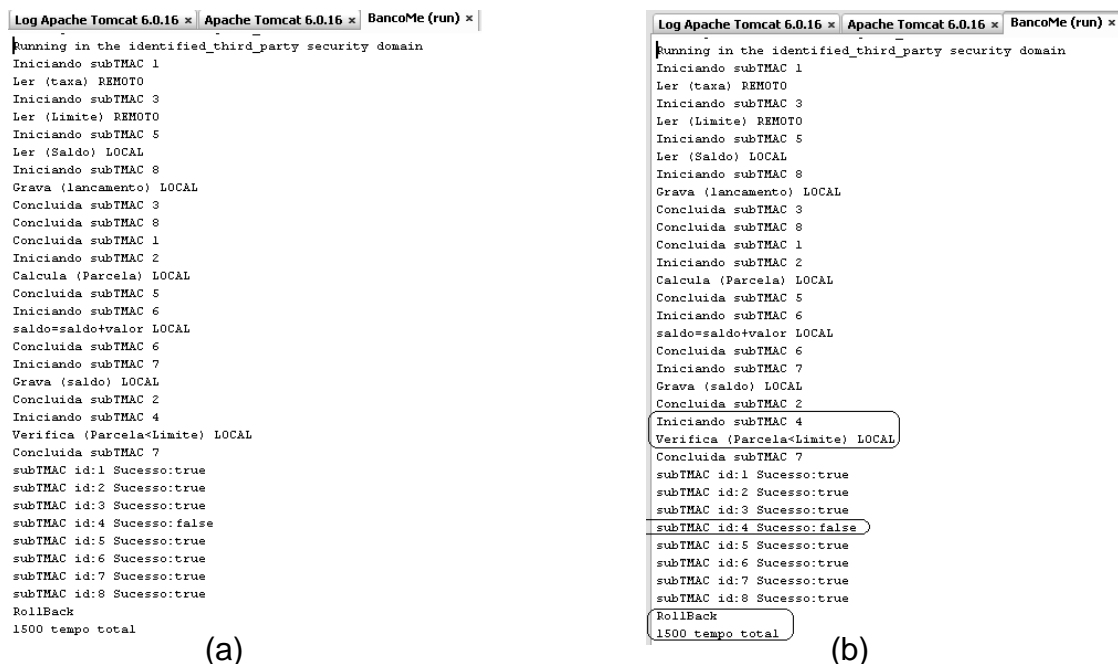 Log Apache Tomcat 6.0.16 × Apache Tomcat 6.0.16 × BancoMe (run) ×
Running in the identified_third_party security domain
Iniciando subTMAC 1
Ler (taxa) REMOTO
Iniciando subTMAC 3
Ler (Limite) REMOTO
Iniciando subTMAC 5
Ler (Saldo) LOCAL
Iniciando subTMAC 8
Grava (lancamento) LOCAL
Concluida subTMAC 3
Concluida subTMAC 8
Concluida subTMAC 1
Iniciando subTMAC 2
Calcula (Parcela) LOCAL
Concluida subTMAC 5
Iniciando subTMAC 6
saldo=saldo+valor LOCAL
Concluida subTMAC 6
Iniciando subTMAC 7
Grava (saldo) LOCAL
Concluida subTMAC 2
Iniciando subTMAC 4
Verifica (Parcela<Limite) LOCAL
Concluida subTMAC 7
subTMAC id:1 Sucesso:true
subTMAC id:2 Sucesso:true
subTMAC id:3 Sucesso:true
subTMAC id:4 Sucesso:false
subTMAC id:5 Sucesso:true
subTMAC id:6 Sucesso:true
subTMAC id:7 Sucesso:true
subTMAC id:8 Sucesso:true
RollBack
1500 tempo total
(a)
Log Apache Tomcat 6.0.16 × Apache Tomcat 6.0.16 × BancoMe (run) ×
Running in the identified_third_party security domain
Iniciando subTMAC 1
Ler (taxa) REMOTO
Iniciando subTMAC 3
Ler (Limite) REMOTO
Iniciando subTMAC 5
Ler (Saldo) LOCAL
Iniciando subTMAC 8
Grava (lancamento) LOCAL
Concluida subTMAC 3
Concluida subTMAC 8
Concluida subTMAC 1
Iniciando subTMAC 2
Calcula (Parcela) LOCAL
Concluida subTMAC 5
Iniciando subTMAC 6
saldo=saldo+valor LOCAL
Concluida subTMAC 6
Iniciando subTMAC 7
Grava (saldo) LOCAL
Concluida subTMAC 2
Iniciando subTMAC 4
Verifica (Parcela<Limite) LOCAL
Concluida subTMAC 7
subTMAC id:1 Sucesso:true
subTMAC id:2 Sucesso:true
subTMAC id:3 Sucesso:true
subTMAC id:4 Sucesso:false
subTMAC id:5 Sucesso:true
subTMAC id:6 Sucesso:true
subTMAC id:7 Sucesso:true
subTMAC id:8 Sucesso:true
RollBack
1500 tempo total
(b)